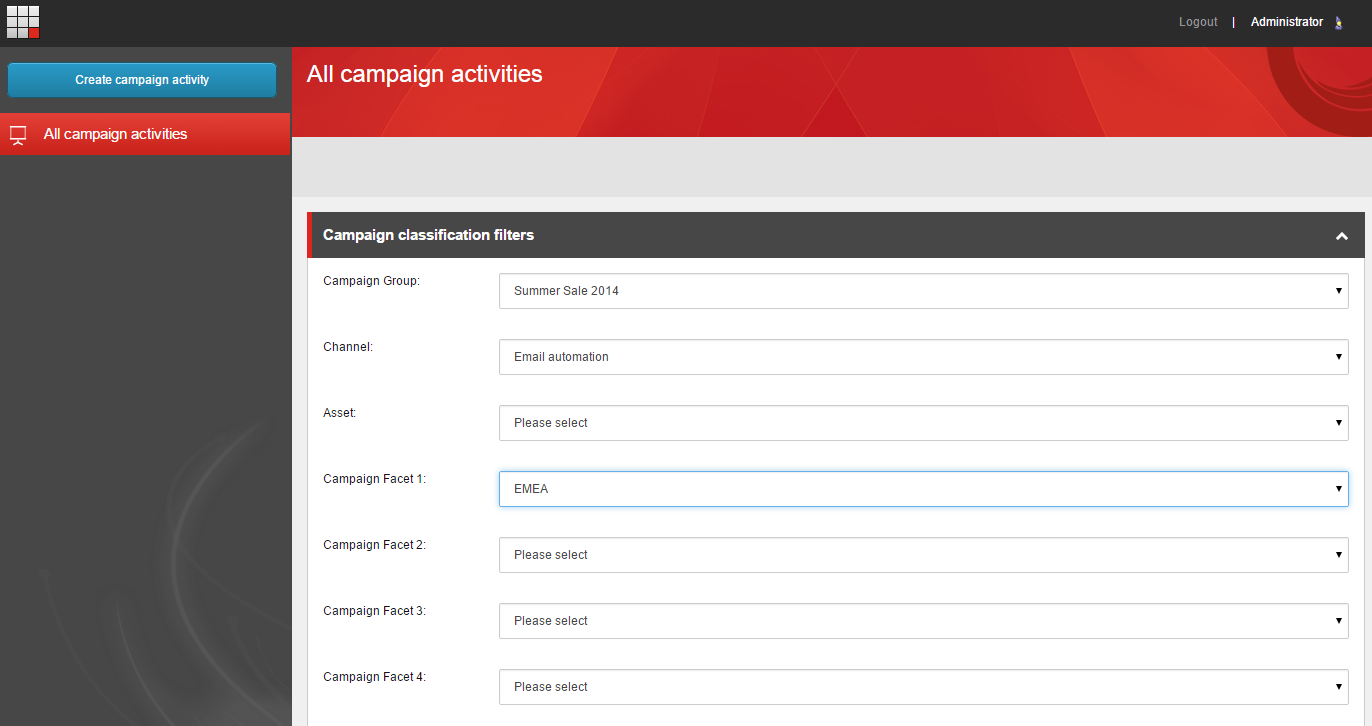 Logout | Administrator
Create campaign activity
All campaign activities
All campaign activities
Campaign classification filters
Campaign Group:
Summer Sale 2014
Channel:
Email automation
Asset:
Please select
Campaign Facet 1:
EMEA
Campaign Facet 2:
Please select
Campaign Facet 3:
Please select
Campaign Facet 4:
Please select